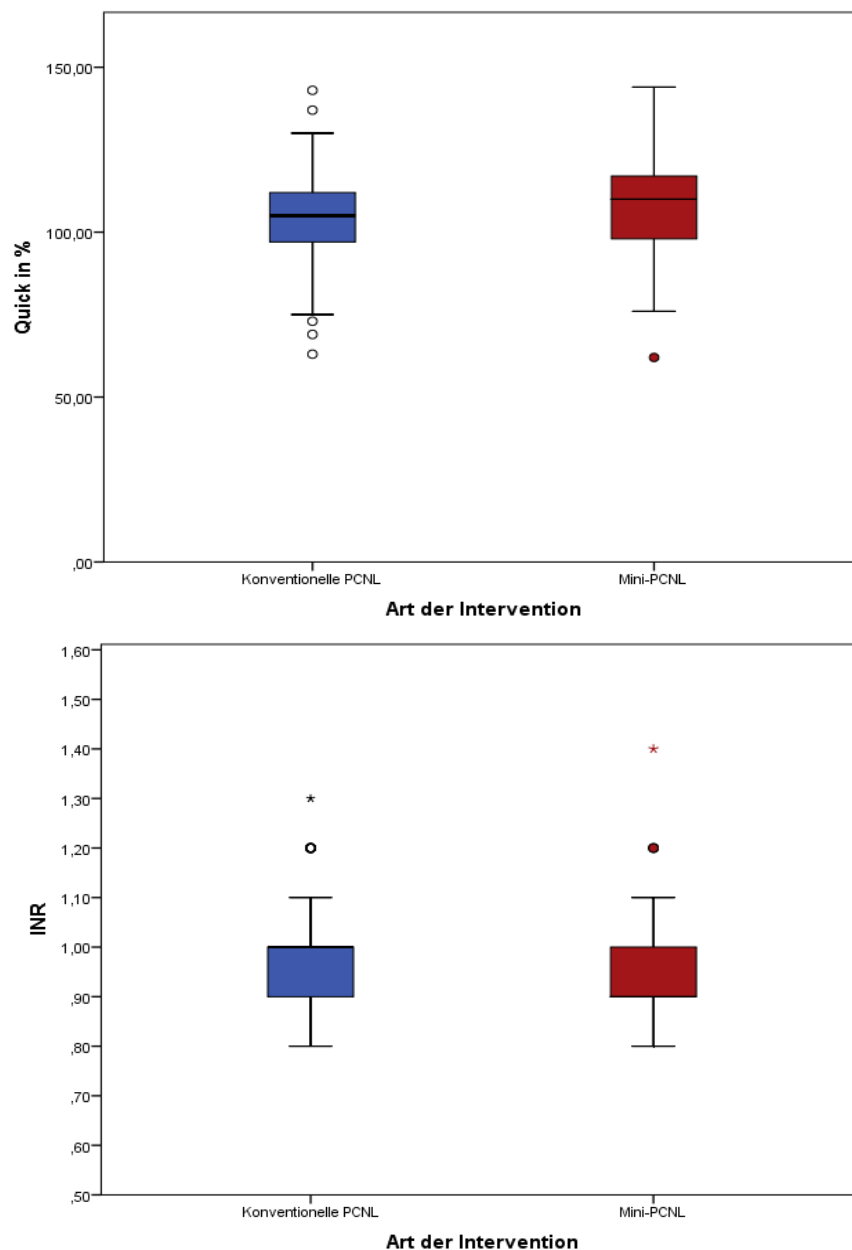 150,00
100,00
50,00
,00
Quick in %
Konventionelle PCNL
Mini-PCNL
Art der Intervention
1,60
1,50
1,40
1,30
1,20
1,10
1,00
,90
,80
,70
,60
,50
INR
Konventionelle PCNL
Mini-PCNL
Art der Intervention